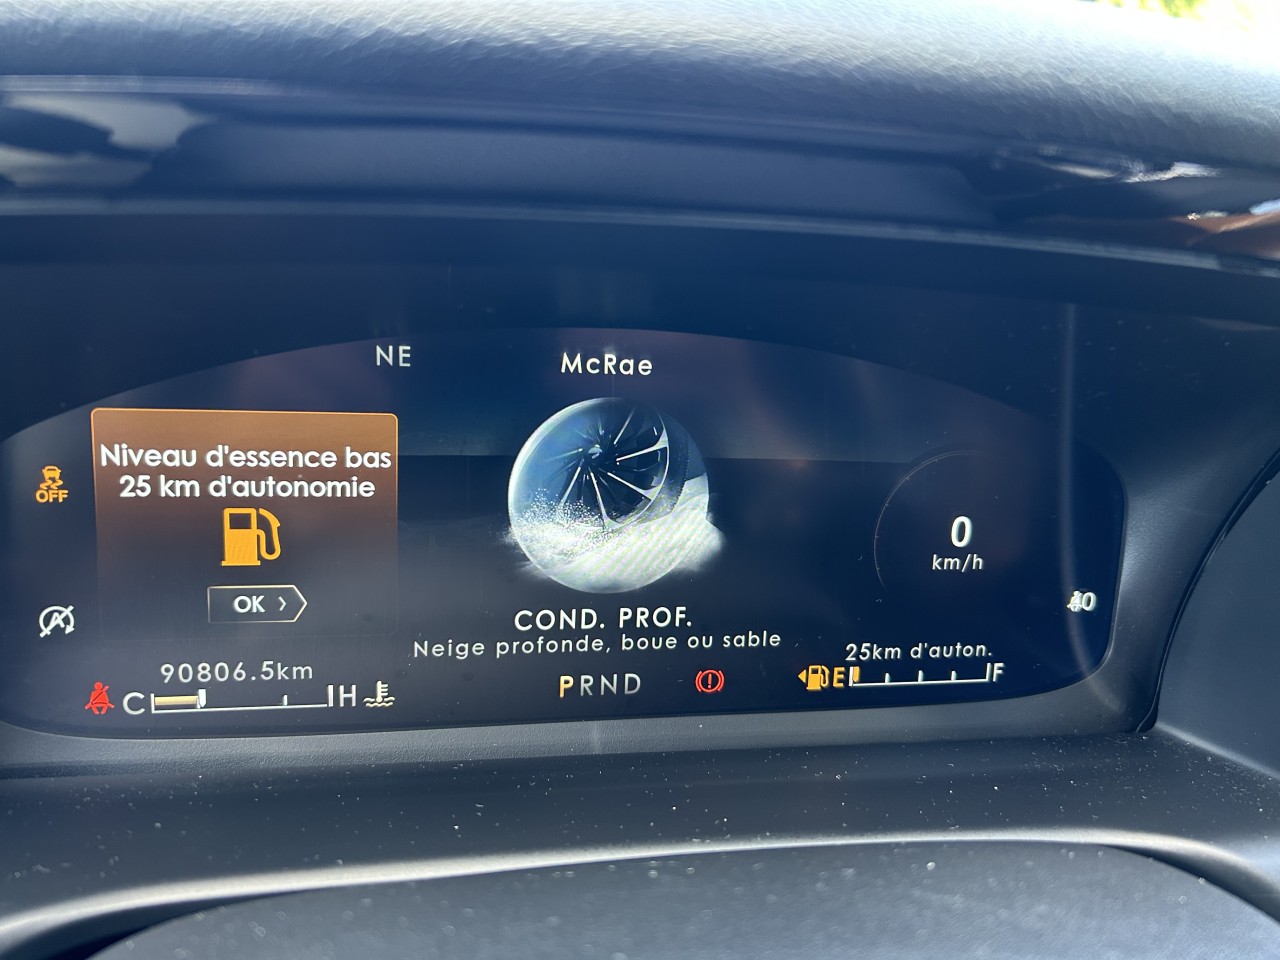 NE
McRae
Niveau d'essence bas
25 km d'autonomie
OK
OFF
A
0
km/h
COND. PROF.
Neige profonde, boue ou sable
90806.5km
C H
PRND
25km d'auton.
E F